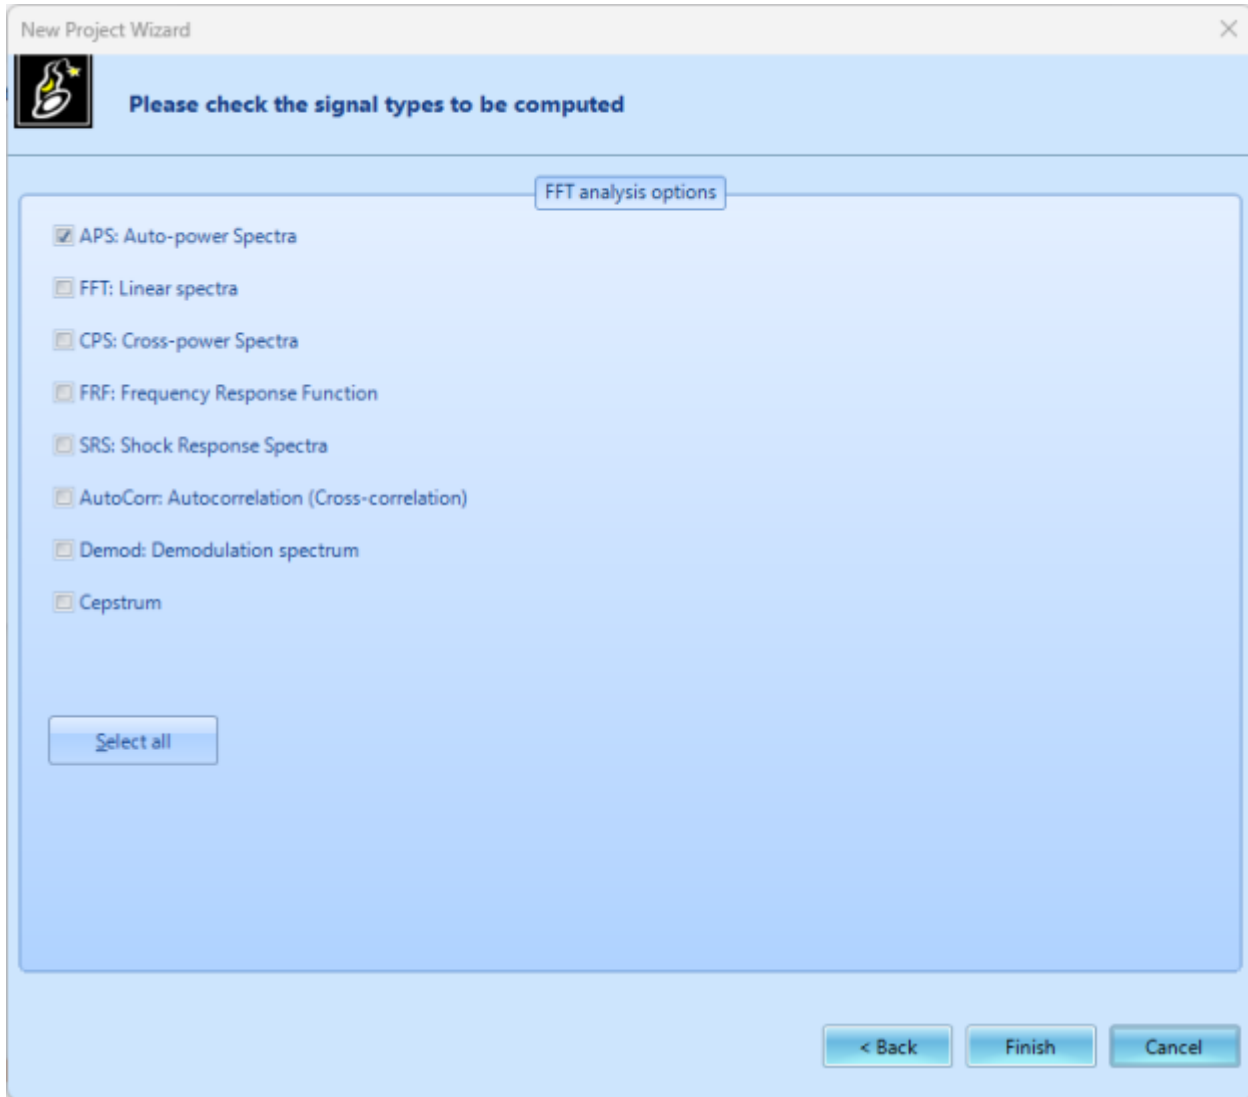 New Project Wizard
Please check the signal types to be computed
FFT analysis options
APS: Auto-power Spectra
FFT: Linear spectra
CPS: Cross-power Spectra
FRF: Frequency Response Function
SRS: Shock Response Spectra
AutoCorr: Autocorrelation (Cross-correlation)
Demod: Demodulation spectrum
Cepstrum
Select all
< Back Finish Cancel